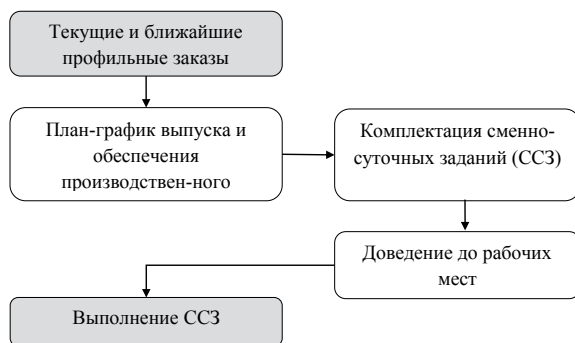 Текущие и ближайшие
профильные заказы
План-график выпуска и
обеспечения
производствен-ного
Комплектация сменно-
суточных заданий (ССЗ)
Доведение до рабочих
мест
Выполнение ССЗ